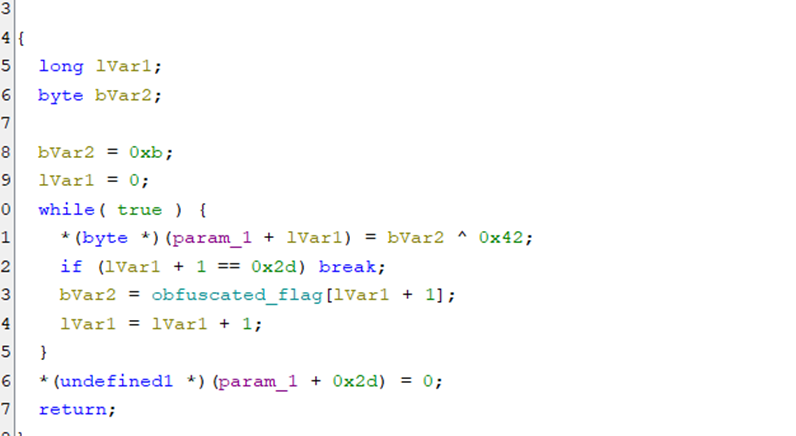 3
4 {
5 long lVar1;
6 byte bVar2;
7
8 bVar2 = 0xb;
9 lVar1 = 0;
0 while( true ) {
1 *(byte *)(param_1 + lVar1) = bVar2 ^ 0x42;
2 if (lVar1 + 1 == 0x2d) break;
3 bVar2 = obfuscated_flag[lVar1 + 1];
4 lVar1 = lVar1 + 1;
5 }
6 *(undefined1 *)(param_1 + 0x2d) = 0;
7 return;